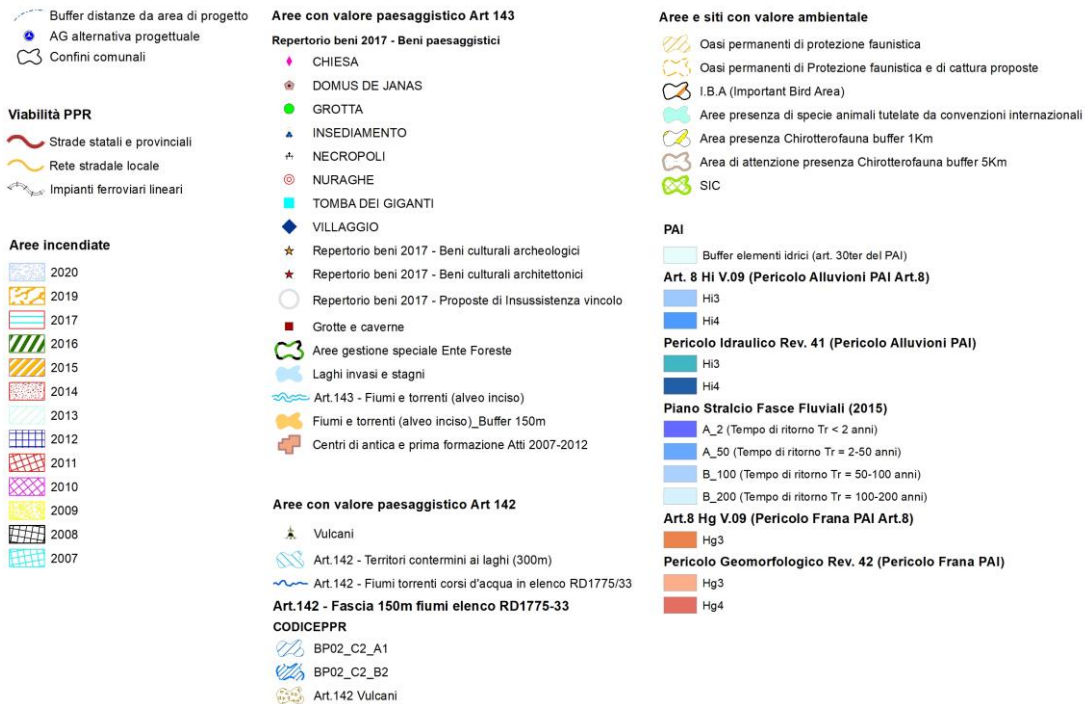 Buffer distanze da area di progetto
AG alternativa progettuale
Confini comunali
Viabilità PPR
Strade statali e provinciali
Rete stradale locale
Impianti ferroviari lineari
Aree incendiate
2020
2019
2017
2016
2015
2014
2013
2012
2011
2010
2009
2008
2007
Aree con valore paesaggistico Art 143
Repertorio beni 2017 - Beni paesaggistici
CHIESA
DOMUS DE JANAS
GROTTA
INSEDIAMENTO
NECROPOLI
NURAGHE
TOMBA DEI GIGANTI
VILLAGGIO
Repertorio beni 2017 - Beni culturali archeologici
Repertorio beni 2017 - Beni culturali architettonici
Repertorio beni 2017 - Proposte di Insussistenza vincolo
Grotte e caverne
Aree gestione speciale Ente Foreste
Laghi invasi e stagni
Art.143 - Fiumi e torrenti (alveo inciso)
Fiumi e torrenti (alveo inciso)_Buffer 150m
Centri di antica e prima formazione Atti 2007-2012
Aree con valore paesaggistico Art 142
Vulcani
Art.142 - Territori contermini ai laghi (300m)
Art.142 - Fiumi torrenti corsi d'acqua in elenco RD1775/33
Art.142 - Fascia 150m fiumi elenco RD1775-33
CODICEPPR
BP02_C2_A1
BP02_C2_B2
Art.142 Vulcani
Aree e siti con valore ambientale
Oasi permanenti di protezione faunistica
Oasi permanenti di Protezione faunistica e di cattura proposte
I.B.A (Important Bird Area)
Aree presenza di specie animali tutelate da convenzioni internazionali
Area presenza Chirotterofauna buffer 1Km
Area di attenzione presenza Chirotterofauna buffer 5Km
SIC
PAI
Buffer elementi idrici (art. 30ter del PAI)
Art. 8 Hi V.09 (Pericolo Alluvioni PAI Art.8)
Hi3
Hi4
Pericolo Idraulico Rev. 41 (Pericolo Alluvioni PAI)
Hi3
Hi4
Piano Stralcio Fasce Fluviali (2015)
A_2 (Tempo di ritorno Tr < 2 anni)
A_50 (Tempo di ritorno Tr = 2-50 anni)
B_100 (Tempo di ritorno Tr = 50-100 anni)
B_200 (Tempo di ritorno Tr = 100-200 anni)
Art.8 Hg V.09 (Pericolo Frana PAI Art.8)
Hg3
Pericolo Geomorfologico Rev. 42 (Pericolo Frana PAI)
Hg3
Hg4